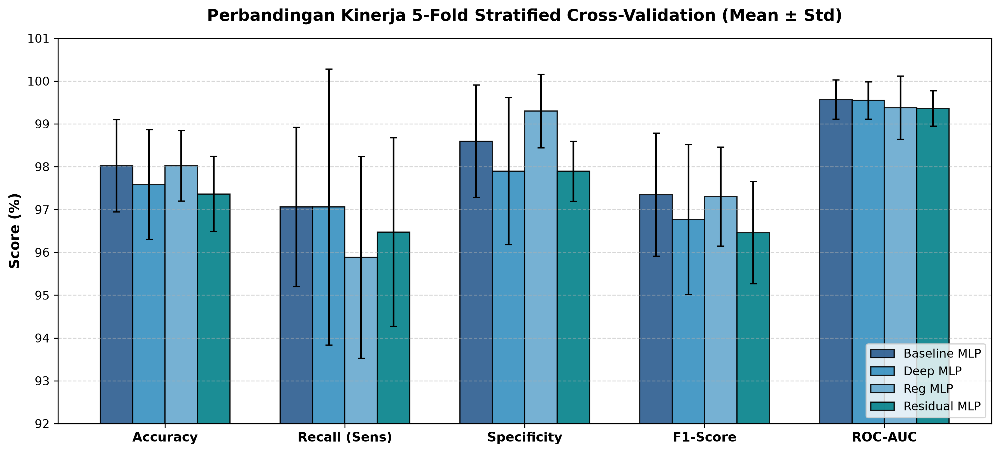 Perbandingan Kinerja 5-Fold Stratified Cross-Validation (Mean ± Std)
Score (%)
101
100
99
98
97
96
95
94
93
92
Accuracy
Recall (Sens)
Specificity
F1-Score
ROC-AUC
Baseline MLP
Deep MLP
Reg MLP
Residual MLP